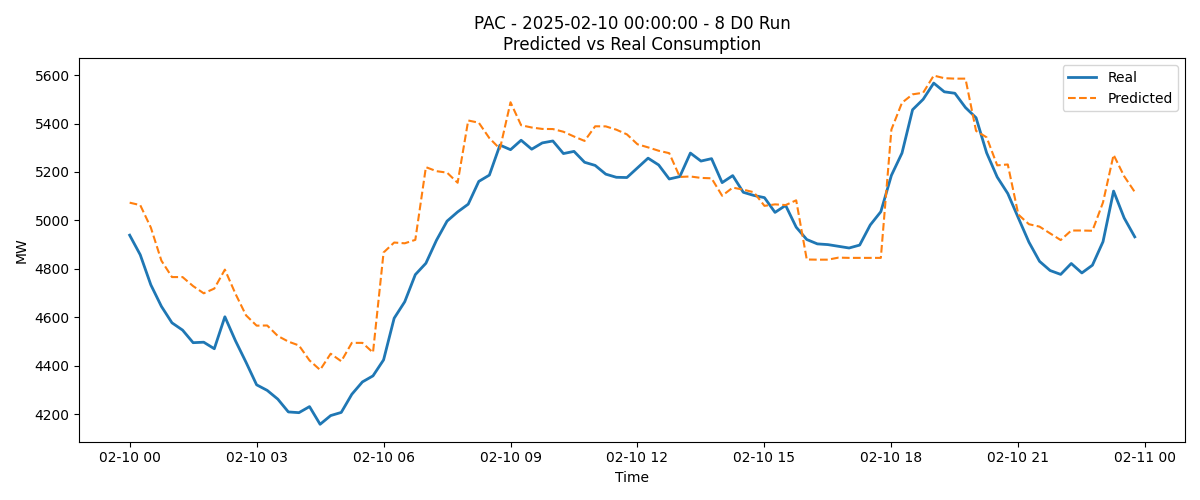 PAC - 2025-02-10 00:00:00 - 8 D0 Run
Predicted vs Real Consumption
Real
Predicted
MW
5600
5400
5200
5000
4800
4600
4400
4200
02-10 00
02-10 03
02-10 06
02-10 09
02-10 12
02-10 15
02-10 18
02-10 21
02-11 00
Time